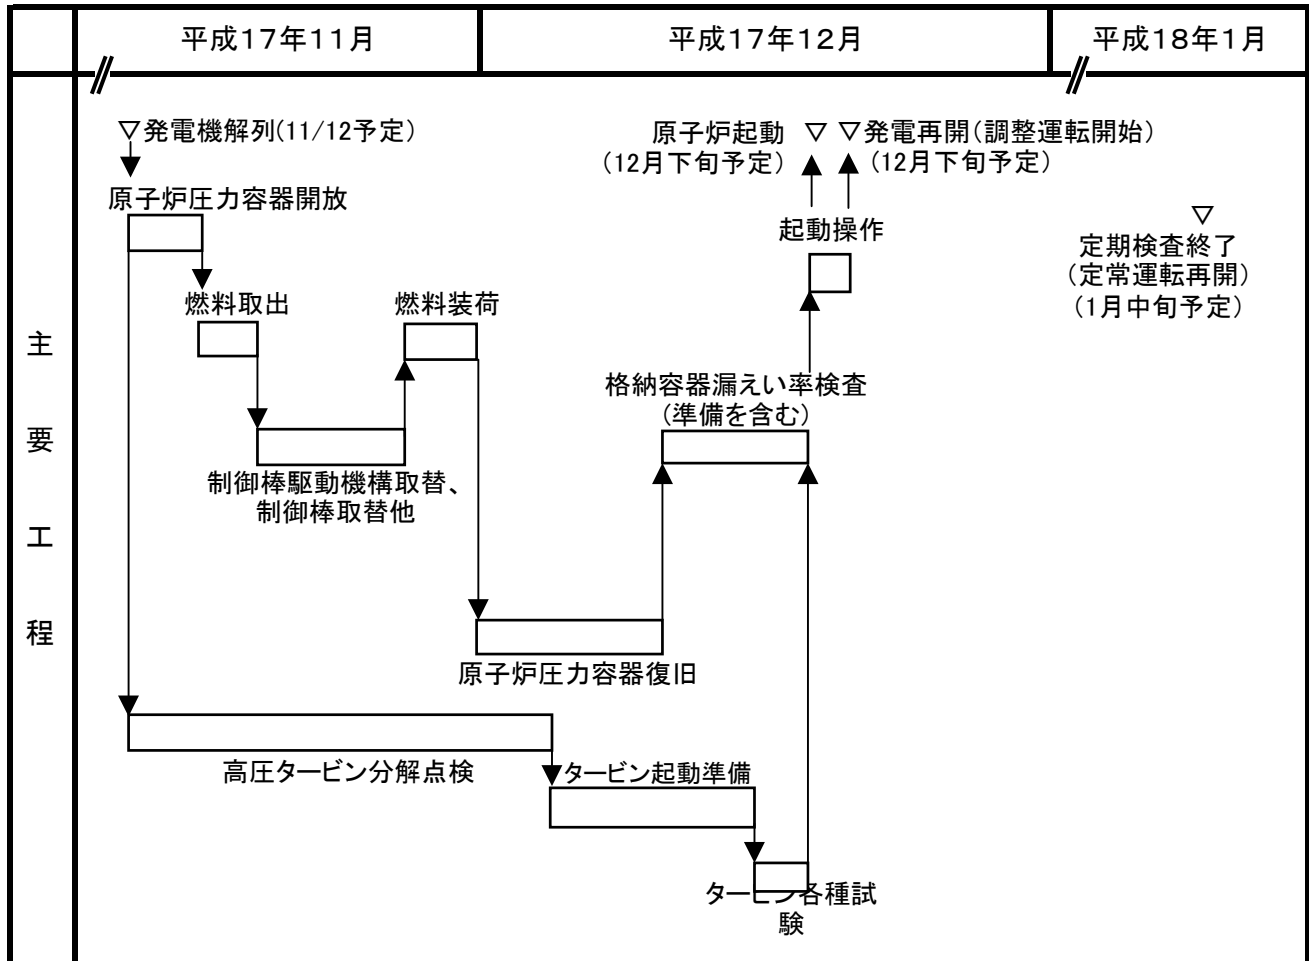 平成17年11月
平成17年12月
平成18年1月
主要工程
▽発電機解列(11/12予定)
原子炉起動 ▽
(12月下旬予定)
▽発電再開(調整運転開始)
(12月下旬予定)
原子炉圧力容器開放
起動操作
▽
定期検査終了
(定常運転再開)
(1月中旬予定)
燃料取出
燃料装荷
格納容器漏えい率検査
(準備を含む)
制御棒駆動機構取替、
制御棒取替他
原子炉圧力容器復旧
高圧タービン分解点検
タービン起動準備
タービン各種試
験